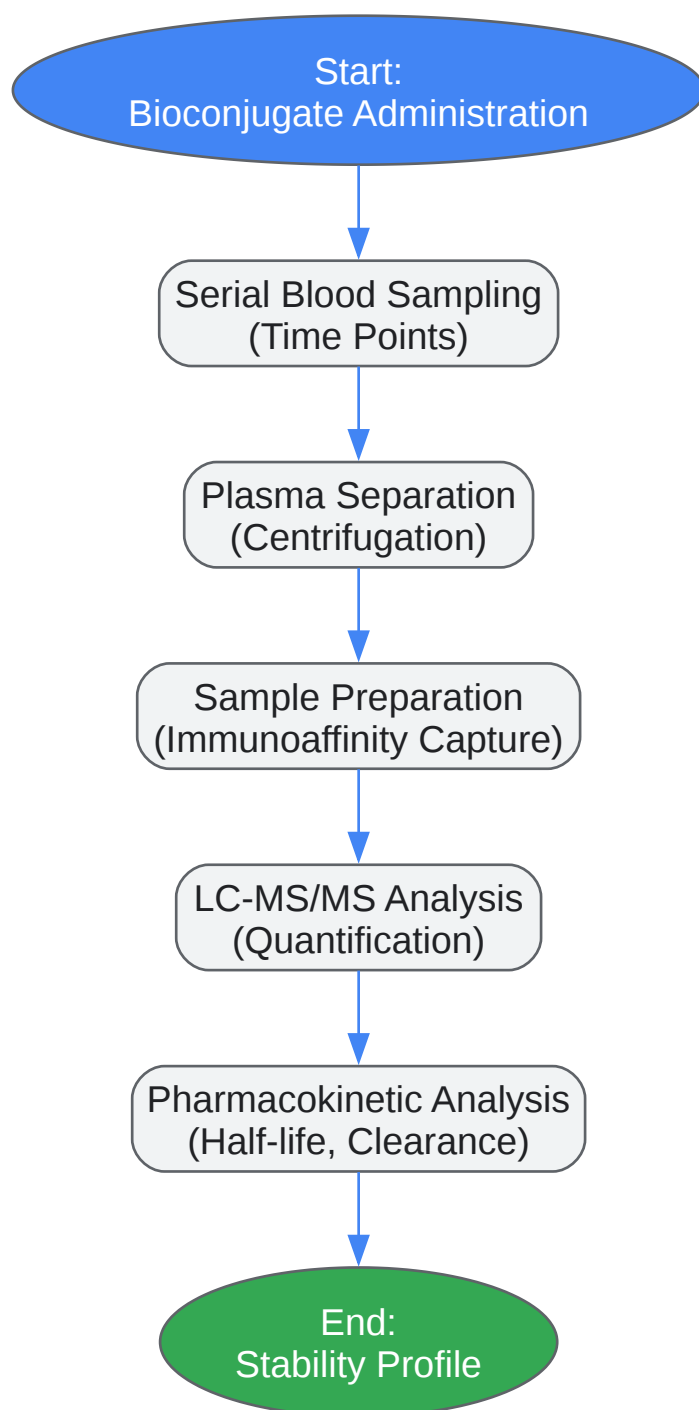 Start:
Bioconjugate Administration
Serial Blood Sampling
(Time Points)
Plasma Separation
(Centrifugation)
Sample Preparation
(Immunoaffinity Capture)
LC-MS/MS Analysis
(Quantification)
Pharmacokinetic Analysis
(Half-life, Clearance)
End:
Stability Profile